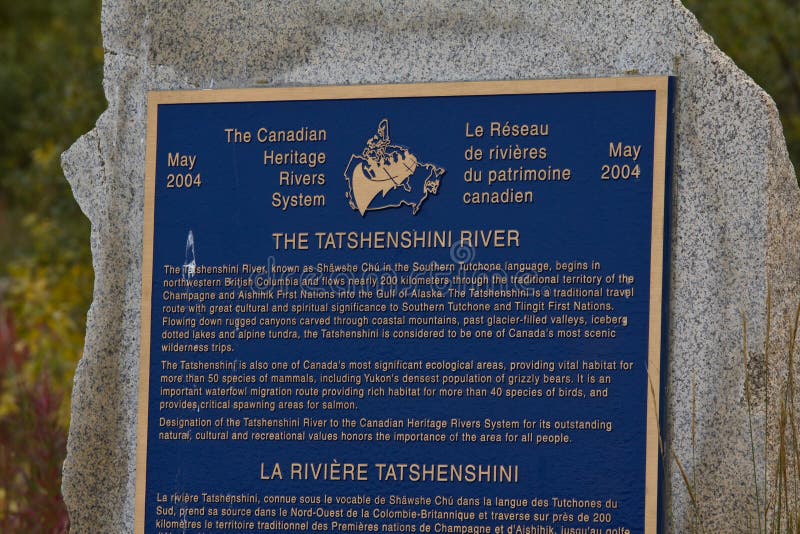 May
2004
The Canadian
Heritage
Rivers
System
Le Réseau
de rivières
du patrimoine
canadien
May
2004
THE TATSHENSHINI RIVER
The Tatshenshini River, known as Shäwshe Chú in the Southern Tutchone language, begins in
northwestern British Columbia and flows nearly 200 kilometers through the traditional territory of the
Champagne and Aishihik First Nations into the Gulf of Alaska. The Tatshenshini is a traditional travel
route with great cultural and spiritual significance to Southern Tutchone and Tlingit First Nations.
Flowing down rugged canyons carved through coastal mountains, past glacier-filled valleys, iceberg
dotted lakes and alpine tundra, the Tatshenshini is considered to be one of Canada's most scenic
wilderness trips.
The Tatshenshini is also one of Canada's most significant ecological areas, providing vital habitat for
more than 50 species of mammals, including Yukon's densest population of grizzly bears. It is an
important waterfowl migration route providing rich habitat for more than 40 species of birds, and
provides critical spawning areas for salmon.
Designation of the Tatshenshini River to the Canadian Heritage Rivers System for its outstanding
natural, cultural and recreational values honors the importance of the area for all people.
LA RIVIÈRE TATSHENSHINI
La rivière Tatshenshini, connue sous le vocable de Shäwshe Chú dans la langue des Tutchones du
Sud, prend sa source dans le Nord-Ouest de la Colombie-Britannique et traverse sur près de 200
kilomètres le territoire traditionnel des Premières nations de Champagne et d'Aishihik, jusqu'au golfe
dreamstime.com